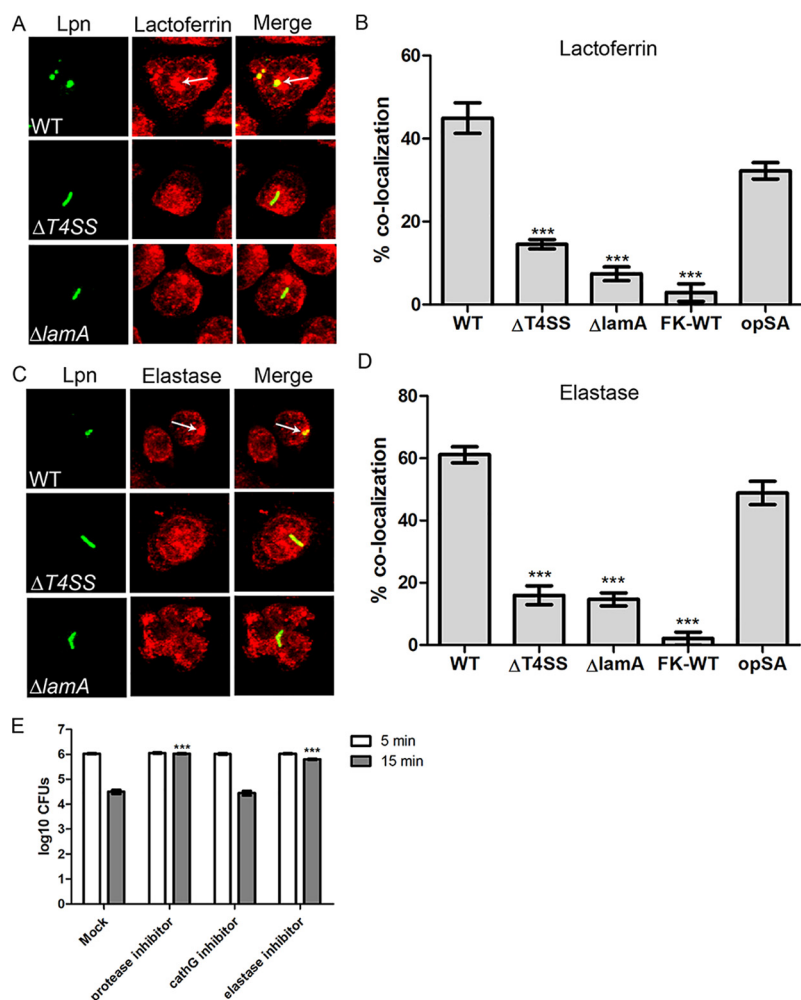 A
Lpn Lactoferrin Merge
WT
ΔT4SS
ΔlamA
B
Lactoferrin
% co-localization
60
40
20
0
WT ΔT4SS ΔlamA FK-WT opSA
***
***
***
C
Lpn Elastase Merge
WT
ΔT4SS
ΔlamA
D
Elastase
% co-localization
80
60
40
20
0
WT ΔT4SS ΔlamA FK-WT opSA
***
***
***
E
log10 CFUs
7
6
5
4
3
2
1
0
***
***
5 min
15 min
Mock
protease inhibitor
cathG inhibitor
elastase inhibitor